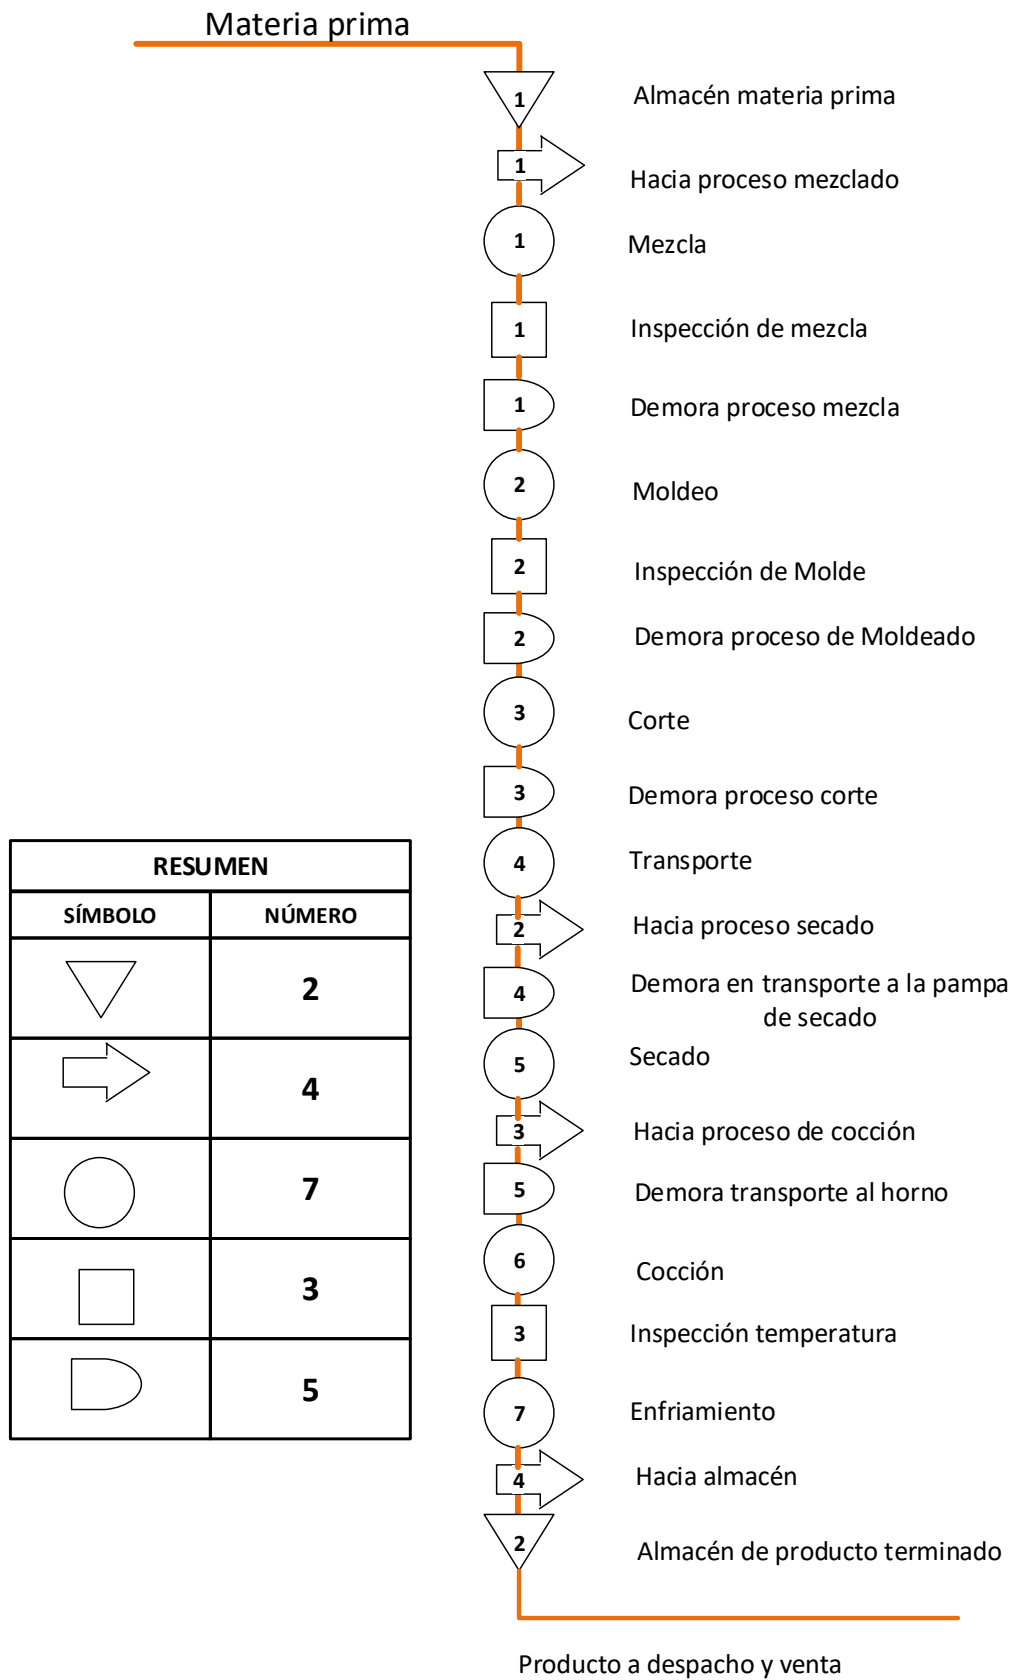 Materia prima
1 Almacén materia prima
1 Hacia proceso mezclado
1 Mezcla
1 Inspección de mezcla
1 Demora proceso mezcla
2 Moldeo
2 Inspección de Molde
2 Demora proceso de Moldeado
3 Corte
3 Demora proceso corte
4 Transporte
2 Hacia proceso secado
4 Demora en transporte a la pampa
de secado
5 Secado
3 Hacia proceso de cocción
5 Demora transporte al horno
6 Cocción
3 Inspección temperatura
7 Enfriamiento
4 Hacia almacén
2 Almacén de producto terminado
Producto a despacho y venta
RESUMEN
SÍMBOLO NÚMERO
2
4
7
3
5